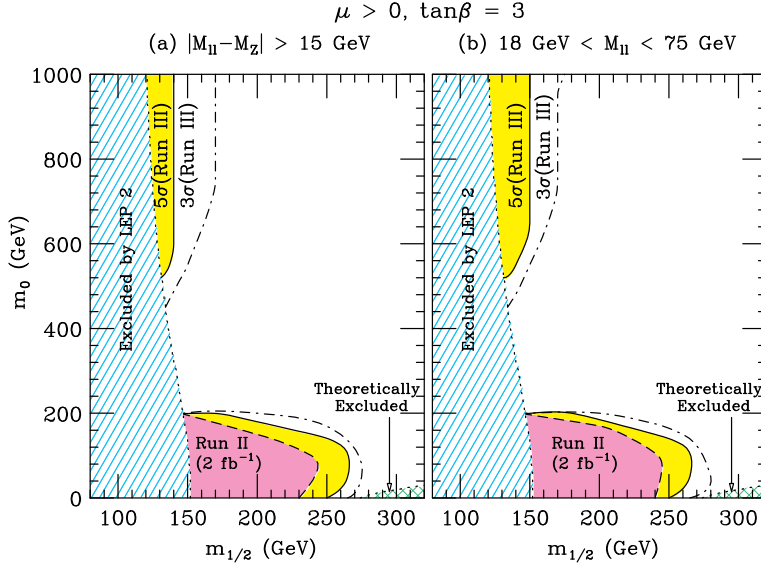 μ > 0, tanβ = 3
(a) |M_ll−M_Z| > 15 GeV
(b) 18 GeV < M_ll < 75 GeV
m_0 (GeV)
1000
800
600
400
200
0
Excluded by LEP 2
5σ(Run III)
3σ(Run III)
Theoretically
Excluded
Run II
(2 fb⁻¹)
100 150 200 250 300
m_1/2 (GeV)
Excluded by LEP 2
5σ(Run III)
3σ(Run III)
Theoretically
Excluded
Run II
(2 fb⁻¹)
100 150 200 250 300
m_1/2 (GeV)